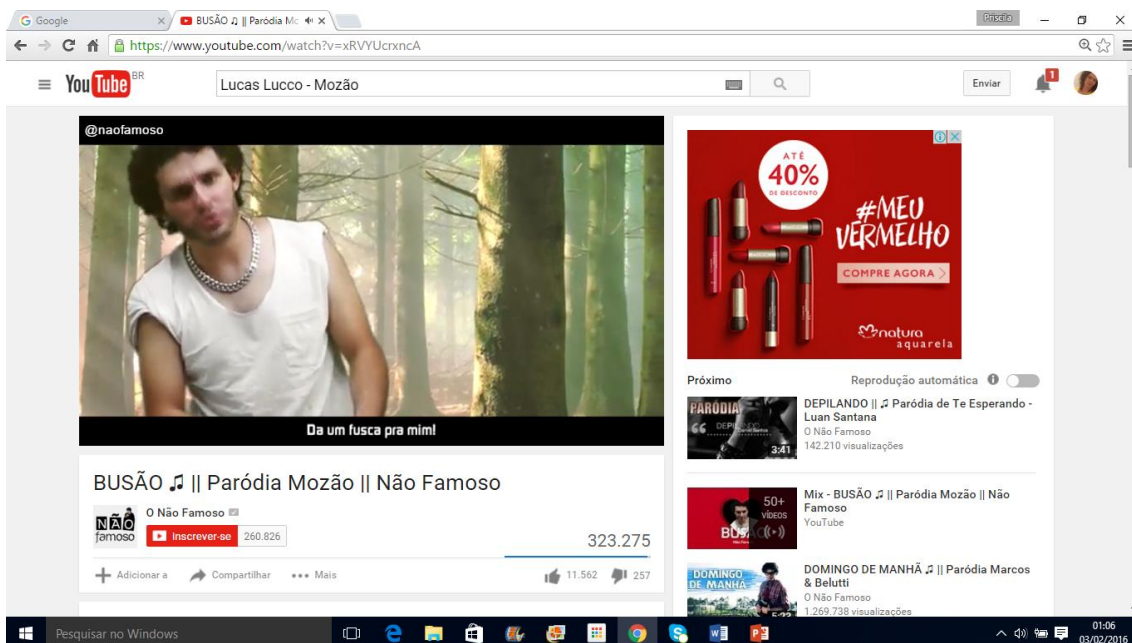 Google
BUSÃO ♫ || Paródia Mo
Priscila
https://www.youtube.com/watch?v=xRVYUcrxncA
YouTube BR
Lucas Lucco - Mozão
Enviar
1
@naofamoso
Da um fusca pra mim!
BUSÃO ♫ || Paródia Mozão || Não Famoso
NÃO
famoso
O Não Famoso
Inscrever-se 260.826
323.275
Adicionar a Compartilhar Mais 11.562 257
ATÉ
40%
DE DESCONTO
#MEU
VERMELHO
COMPRE AGORA >
natura
aquarela
Próximo Reprodução automática
PARÓDIA
3:41
DEPILANDO || ♫ Paródia de Te Esperando -
Luan Santana
O Não Famoso
142.210 visualizações
50+
VÍDEOS
Mix - BUSÃO ♫ || Paródia Mozão || Não
Famoso
YouTube
DOMINGO
DE MANHÃ
DOMINGO DE MANHÃ ♫ || Paródia Marcos
& Belutti
O Não Famoso
1.269.738 visualizações
Pesquisar no Windows
01:06
03/02/2016